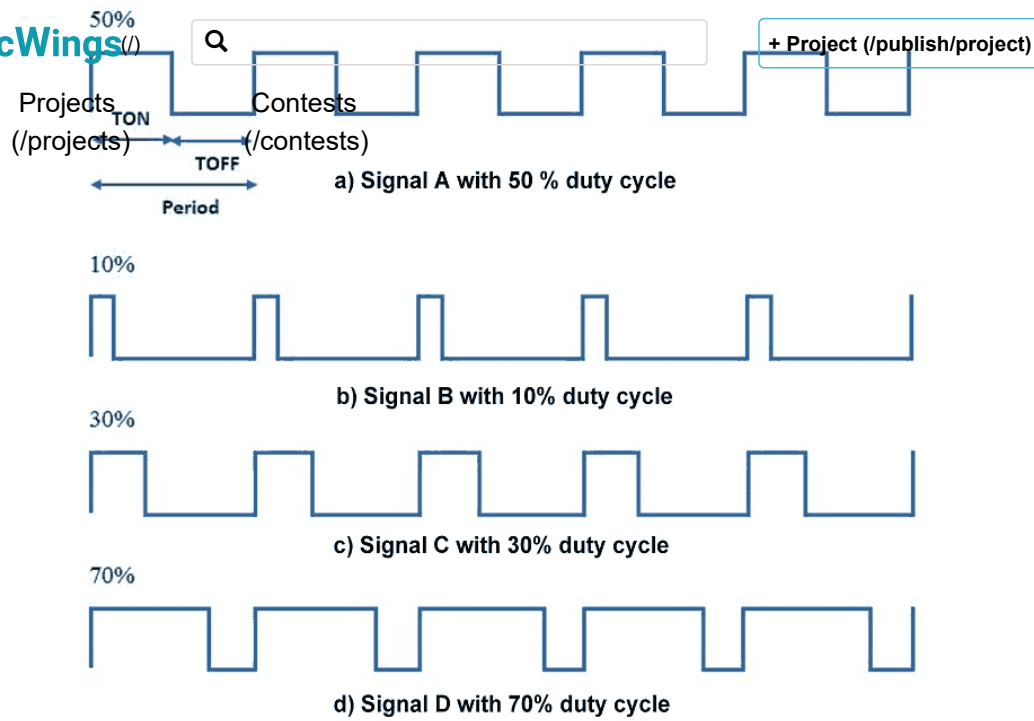 50%
cWings(/)
+ Project (/publish/project)
Projects
(/projects)
Contests
(/contests)
TON
TOFF
Period
a) Signal A with 50 % duty cycle
10%
b) Signal B with 10% duty cycle
30%
c) Signal C with 30% duty cycle
70%
d) Signal D with 70% duty cycle